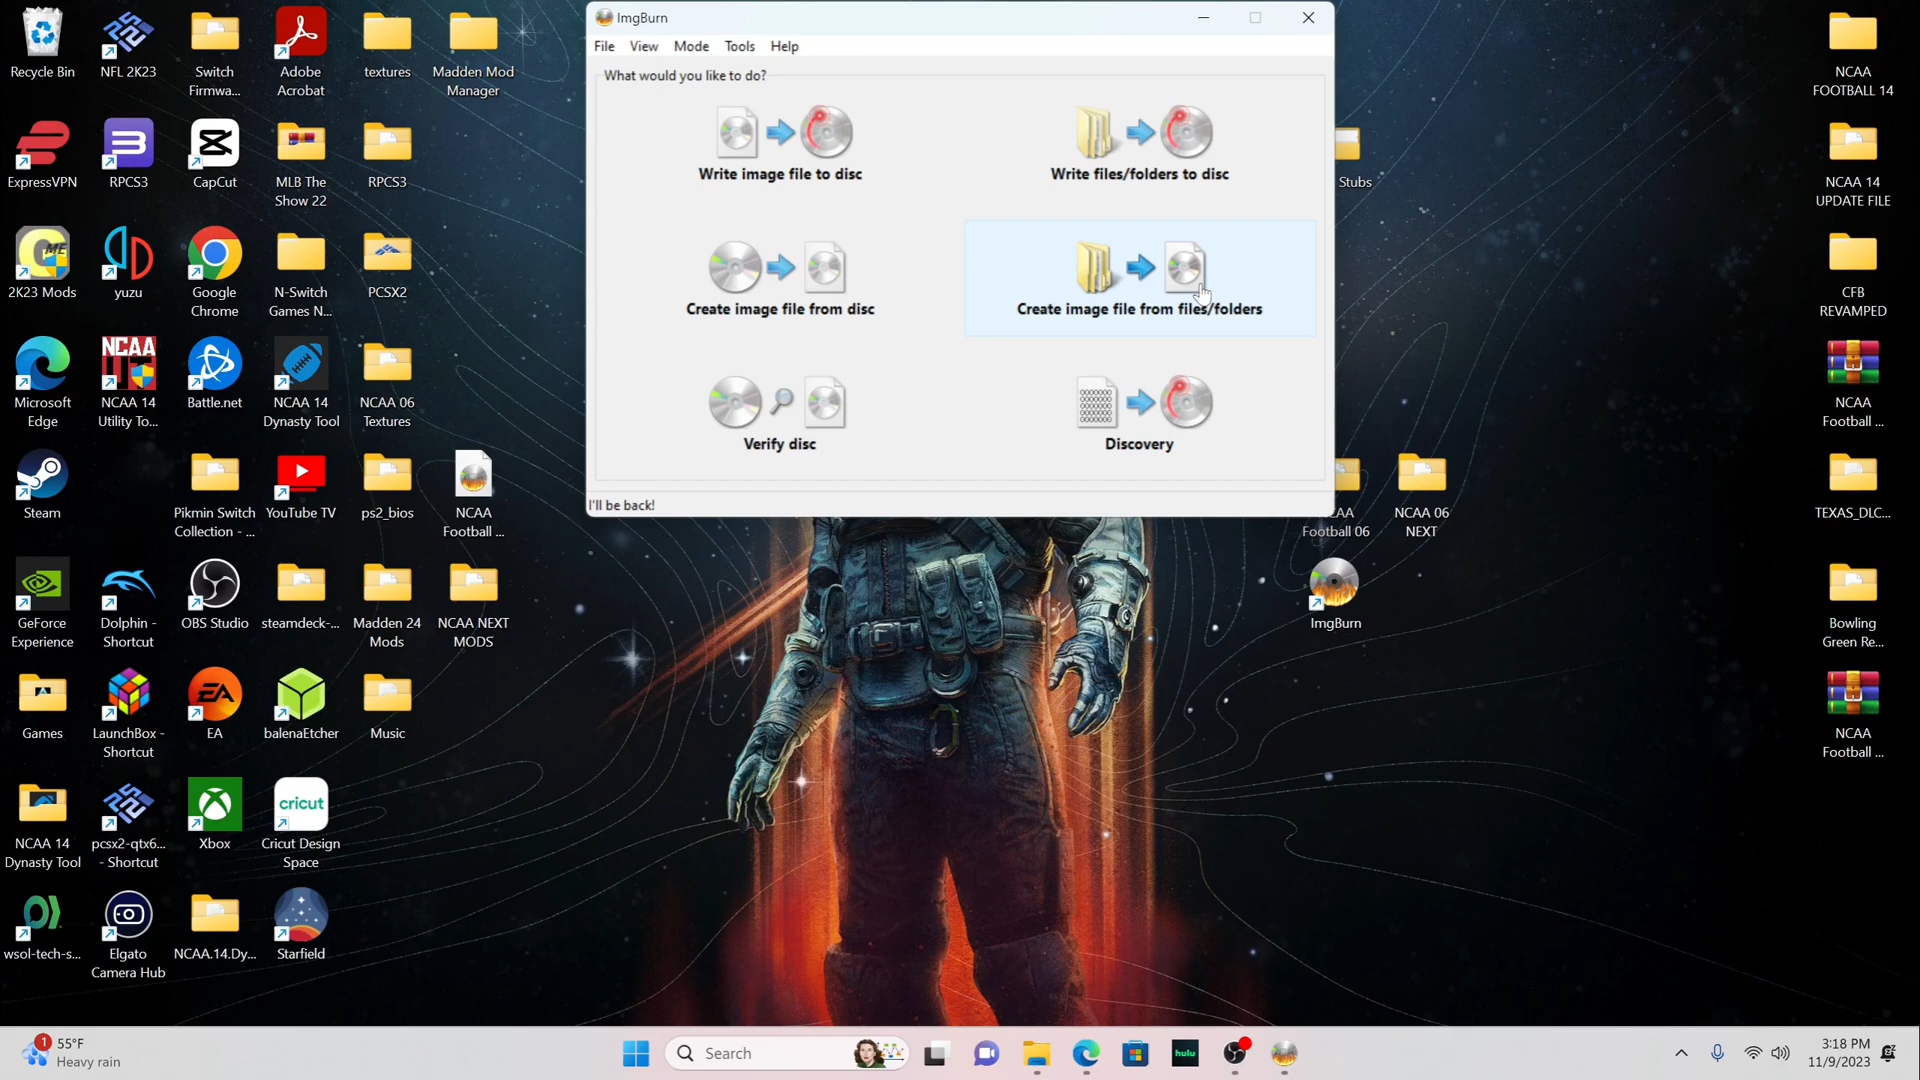 ImgBurn
File View Mode Tools Help
What would you like to do?
Write image file to disc
Write files/folders to disc
Create image file from disc
Create image file from files/folders
Verify disc
Discovery
I'll be back!
Recycle Bin
NFL 2K23
Switch
Firmwa...
Adobe
Acrobat
textures
Madden Mod
Manager
ExpressVPN
RPCS3
CapCut
MLB The
Show 22
RPCS3
2K23 Mods
yuzu
Google
Chrome
N-Switch
Games N...
PCSX2
Microsoft
Edge
NCAA
NCAA 14
Utility To...
Battle.net
NCAA 14
Dynasty Tool
NCAA 06
Textures
Steam
Pikmin Switch
Collection - ...
YouTube TV
ps2_bios
NCAA
Football ...
GeForce
Experience
Dolphin -
Shortcut
OBS Studio
steamdeck-...
Madden 24
Mods
NCAA NEXT
MODS
Games
LaunchBox -
Shortcut
EA
EA
balenaEtcher
Music
NCAA 14
Dynasty Tool
pcsx2-qtx6...
- Shortcut
Xbox
cricut
Cricut Design
Space
wsol-tech-s...
Elgato
Camera Hub
NCAA.14.Dy...
Starfield
Stubs
Football 06
NCAA 06
NEXT
ImgBurn
NCAA
FOOTBALL 14
NCAA 14
UPDATE FILE
CFB
REVAMPED
NCAA
Football ...
TEXAS_DLC...
Bowling
Green Re...
NCAA
Football ...
1
55°F
Heavy rain
Search
hulu
3:18 PM
11/9/2023